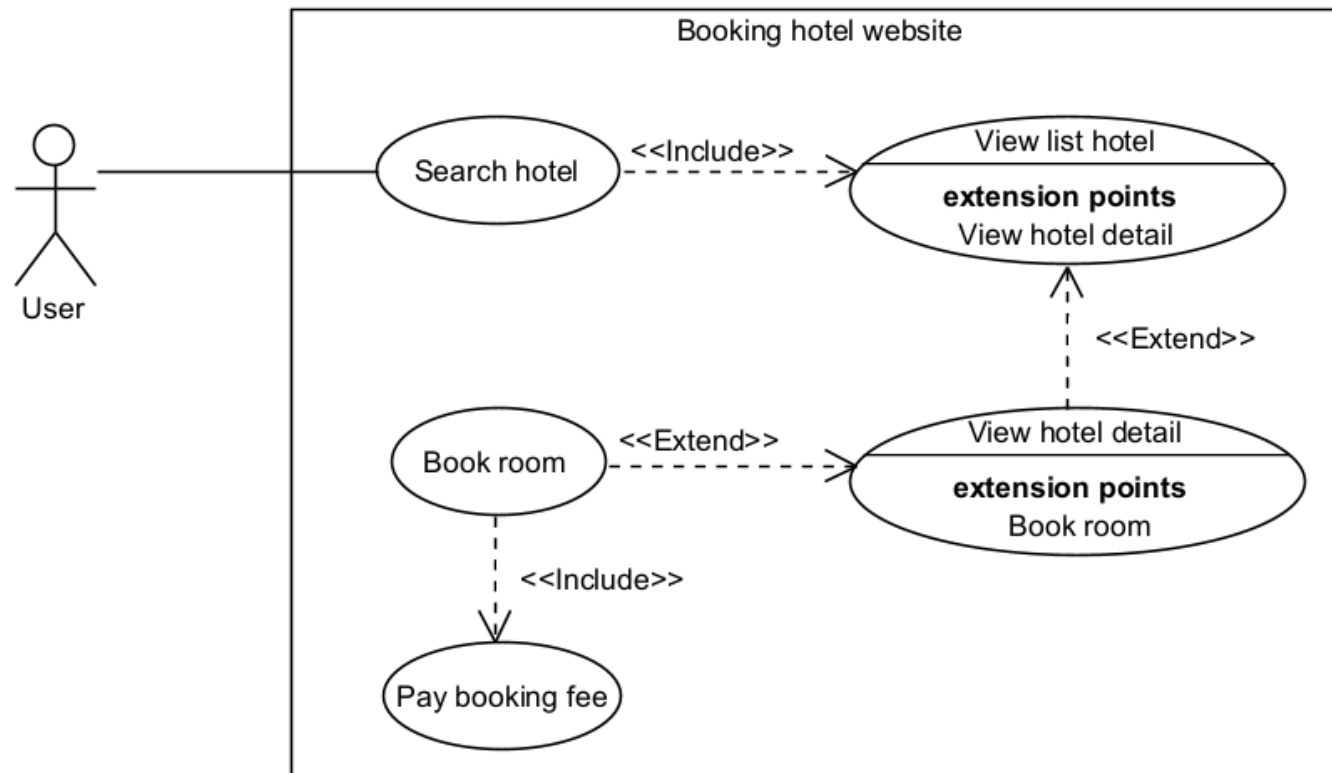 Booking hotel website
Search hotel
<<Include>>
View list hotel
extension points
View hotel detail
User
<<Extend>>
Book room
<<Extend>>
View hotel detail
extension points
Book room
<<Include>>
Pay booking fee